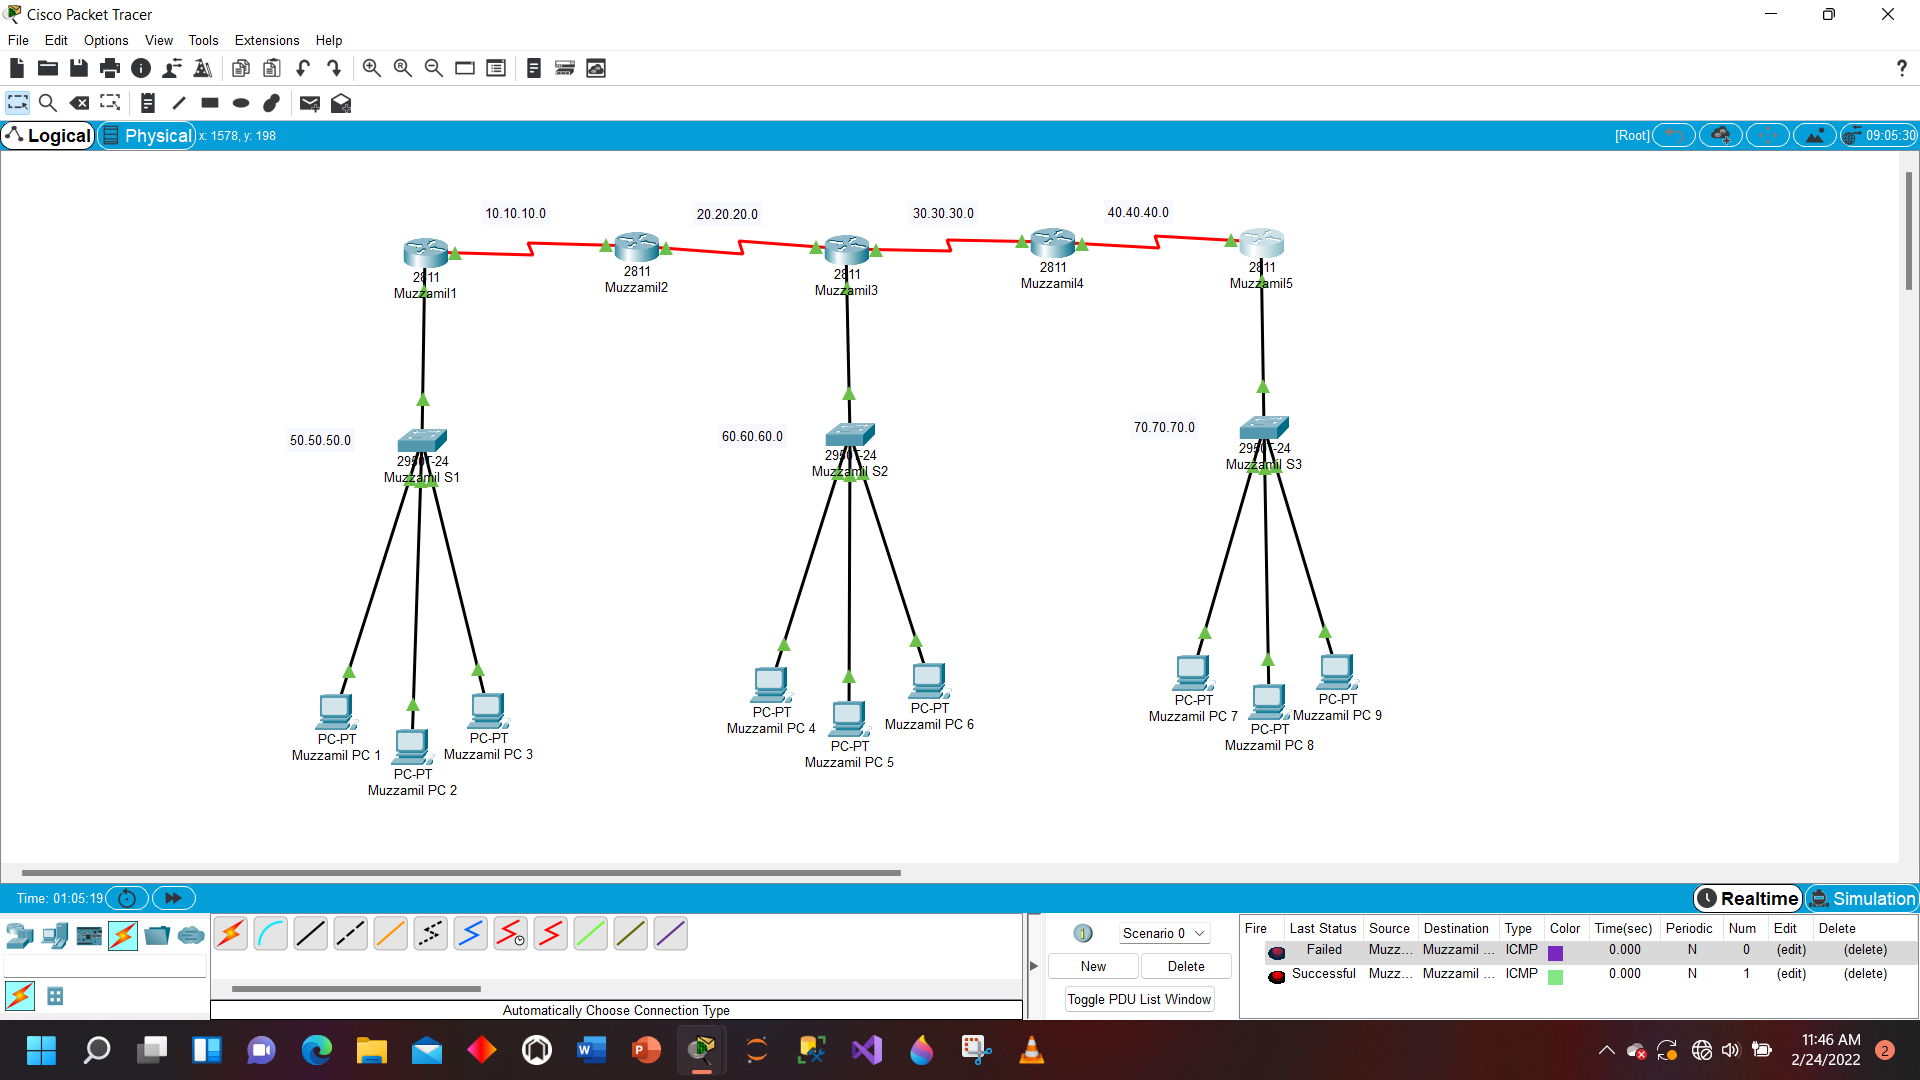 Cisco Packet Tracer
File Edit Options View Tools Extensions Help
Logical Physical x: 1578, y: 198 [Root] 09:05:30
10.10.10.0
20.20.20.0
30.30.30.0
40.40.40.0
2811
Muzzamil1
2811
Muzzamil2
2811
Muzzamil3
2811
Muzzamil4
2811
Muzzamil5
50.50.50.0
60.60.60.0
70.70.70.0
2950T-24
Muzzamil S1
2950T-24
Muzzamil S2
2950T-24
Muzzamil S3
PC-PT
Muzzamil PC 1
PC-PT
Muzzamil PC 2
PC-PT
Muzzamil PC 3
PC-PT
Muzzamil PC 4
PC-PT
Muzzamil PC 5
PC-PT
Muzzamil PC 6
PC-PT
Muzzamil PC 7
PC-PT
Muzzamil PC 8
PC-PT
Muzzamil PC 9
Time: 01:05:19 Realtime Simulation
Automatically Choose Connection Type
Scenario 0
New Delete
Toggle PDU List Window
Fire Last Status Source Destination Type Color Time(sec) Periodic Num Edit Delete
Failed Muzz... Muzzamil ... ICMP 0.000 N 0 (edit) (delete)
Successful Muzz... Muzzamil ... ICMP 0.000 N 1 (edit) (delete)
11:46 AM
2/24/2022
2